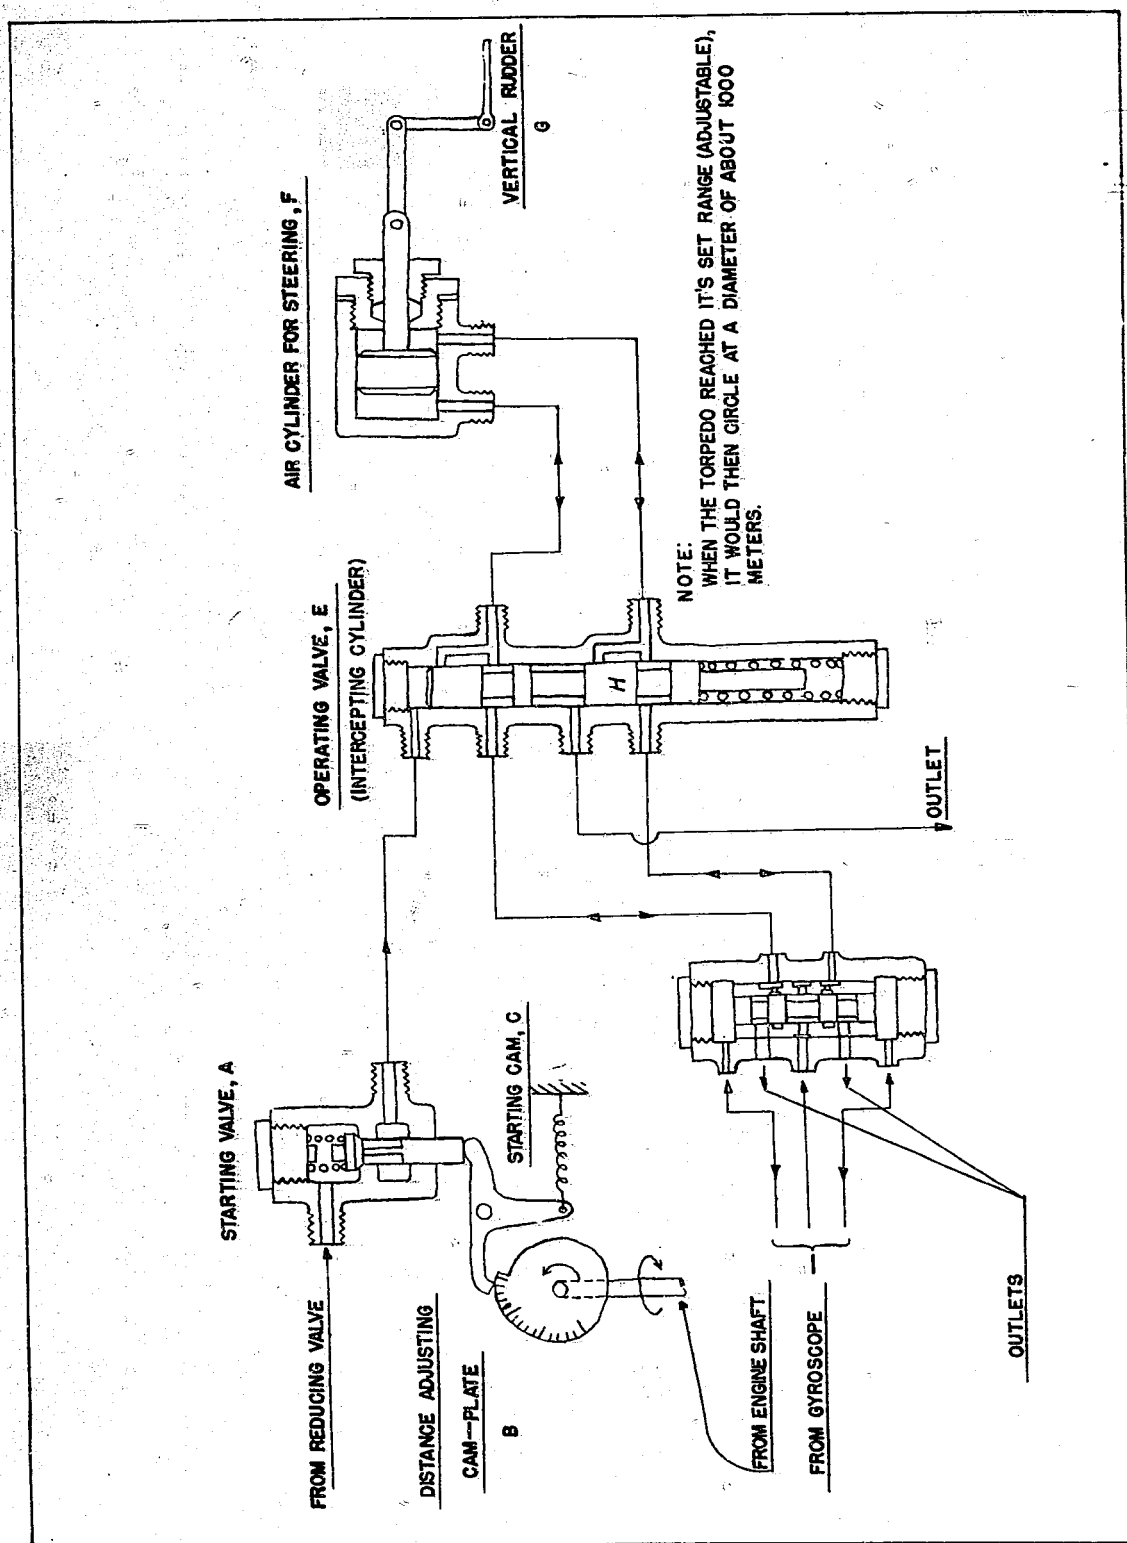 STARTING VALVE, A
FROM REDUCING VALVE
DISTANCE ADJUSTING
CAM—PLATE
B
STARTING CAM, C
OPERATING VALVE, E
(INTERCEPTING CYLINDER)
H
AIR CYLINDER FOR STEERING, F
VERTICAL RUDDER
G
NOTE:
WHEN THE TORPEDO REACHED IT'S SET RANGE (ADJUSTABLE),
IT WOULD THEN CIRCLE AT A DIAMETER OF ABOUT 1000
METERS.
OUTLET
FROM ENGINE SHAFT
FROM GYROSCOPE
OUTLETS